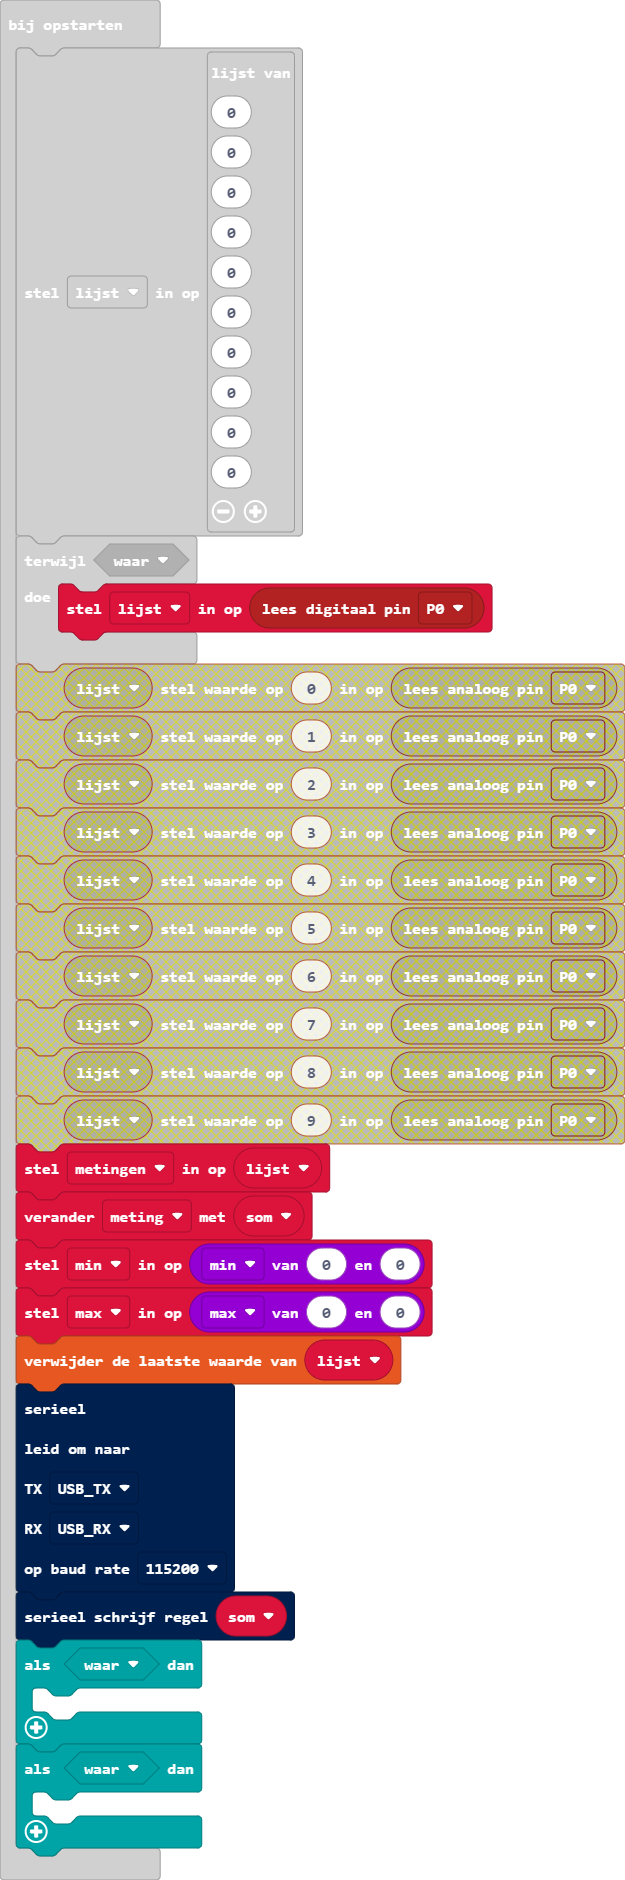 bij opstarten
lijst van
0
0
0
0
0
stel lijst in op
0
0
0
0
0
terwijl waar
doe stel lijst in op lees digitaal pin P0
lijst stel waarde op 0 in op lees analoog pin P0
lijst stel waarde op 1 in op lees analoog pin P0
lijst stel waarde op 2 in op lees analoog pin P0
lijst stel waarde op 3 in op lees analoog pin P0
lijst stel waarde op 4 in op lees analoog pin P0
lijst stel waarde op 5 in op lees analoog pin P0
lijst stel waarde op 6 in op lees analoog pin P0
lijst stel waarde op 7 in op lees analoog pin P0
lijst stel waarde op 8 in op lees analoog pin P0
lijst stel waarde op 9 in op lees analoog pin P0
stel metingen in op lijst
verander meting met som
stel min in op min van 0 en 0
stel max in op max van 0 en 0
verwijder de laatste waarde van lijst
serieel
leid om naar
TX USB_TX
RX USB_RX
op baud rate 115200
serieel schrijf regel som
als waar dan
als waar dan